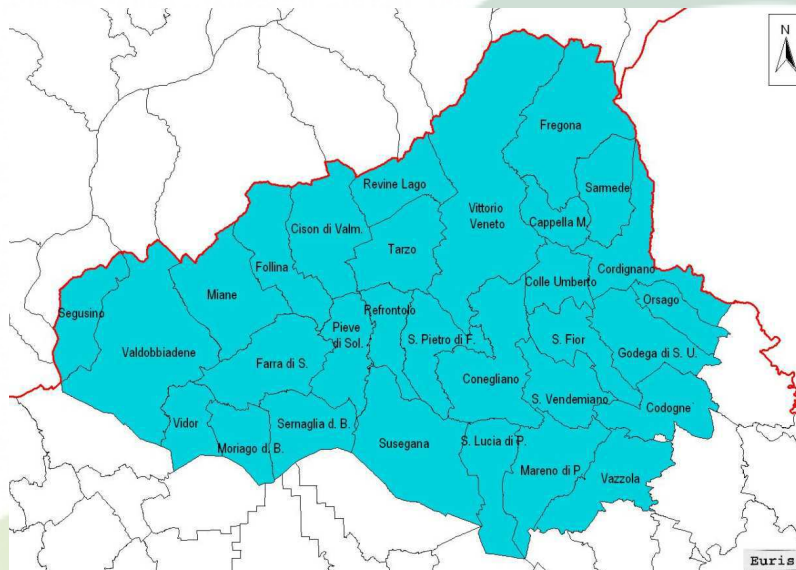 N
Fregona
Revine Lago
Sarmede
Vittorio
Veneto
Cappella M.
Cison di Valm.
Tarzo
Follina
Cordignano
Colle Umberto
Miane
Orsago
Segusino
Refrontolo
Pieve
di Sol.
S. Pietro di F.
S. Fior
Valdobbiadene
Godega di S. U.
Farra di S.
Conegliano
S. Vendemiano
Codogne
Vidor
Sernaglia d. B.
Moriago d. B.
Susegana
S. Lucia di P.
Mareno di P.
Vazzola
Euris